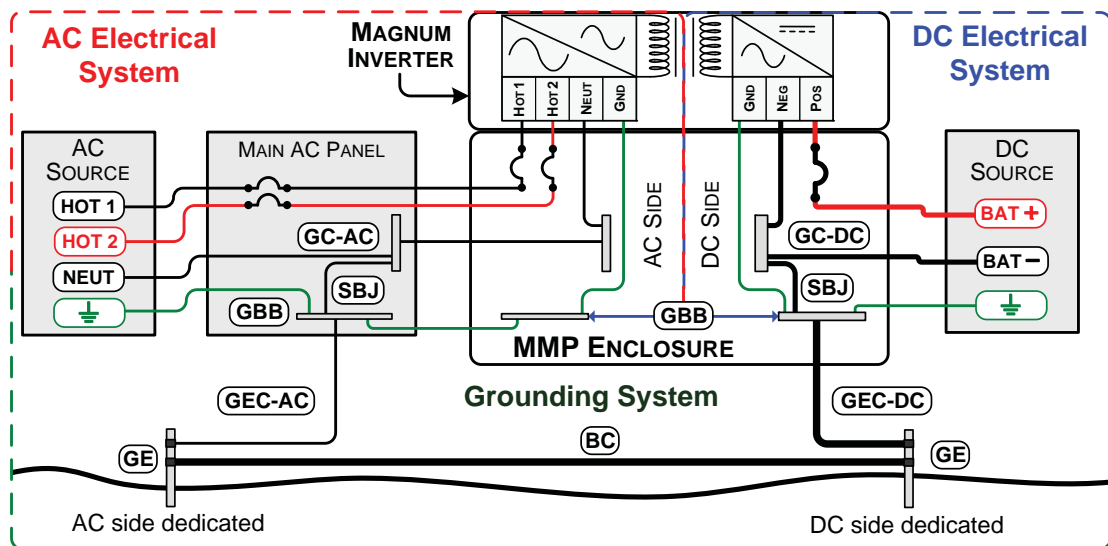 AC Electrical
System
MAGNUM
INVERTER
DC Electrical
System
HOT 1
HOT 2
NEUT
GND
GND
NEG
POS
AC
SOURCE
HOT 1
HOT 2
NEUT
MAIN AC PANEL
GC-AC
SBJ
GBB
AC SIDE
DC SIDE
GBB
MMP ENCLOSURE
GC-DC
SBJ
DC
SOURCE
BAT +
BAT −
Grounding System
GEC-AC
GEC-DC
BC
GE
GE
AC side dedicated
DC side dedicated